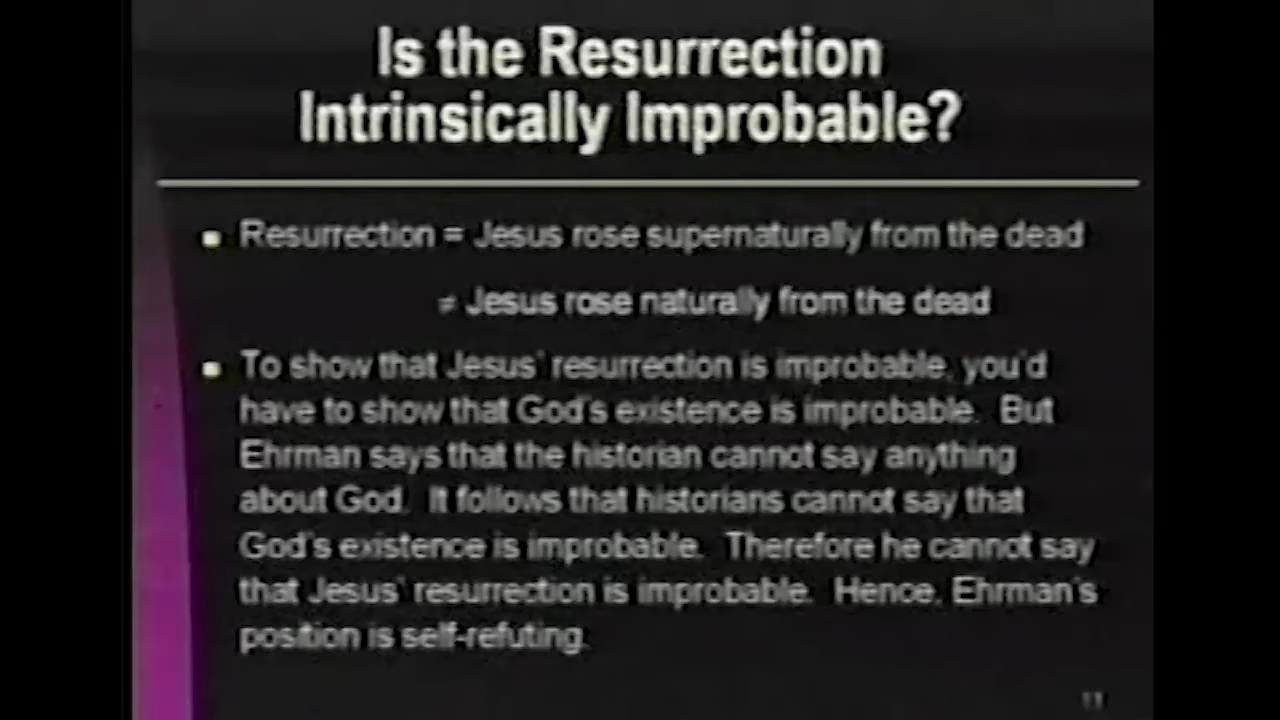 Is the Resurrection
Intrinsically Improbable?
Resurrection = Jesus rose supernaturally from the dead
≠ Jesus rose naturally from the dead
To show that Jesus' resurrection is improbable, you'd
have to show that God's existence is improbable. But
Ehrman says that the historian cannot say anything
about God. It follows that historians cannot say that
God's existence is improbable. Therefore he cannot say
that Jesus' resurrection is improbable. Hence, Ehrman's
position is self-refuting.
11